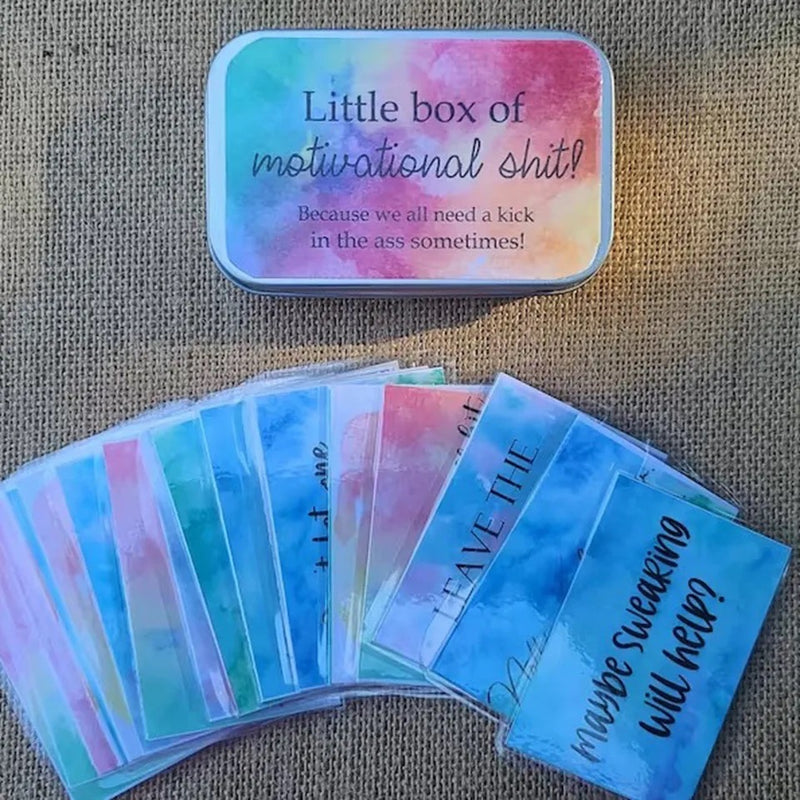 Little box of
motivational shit!
Because we all need a kick
in the ass sometimes!
LEAVE THE
maybe swearing
will help?